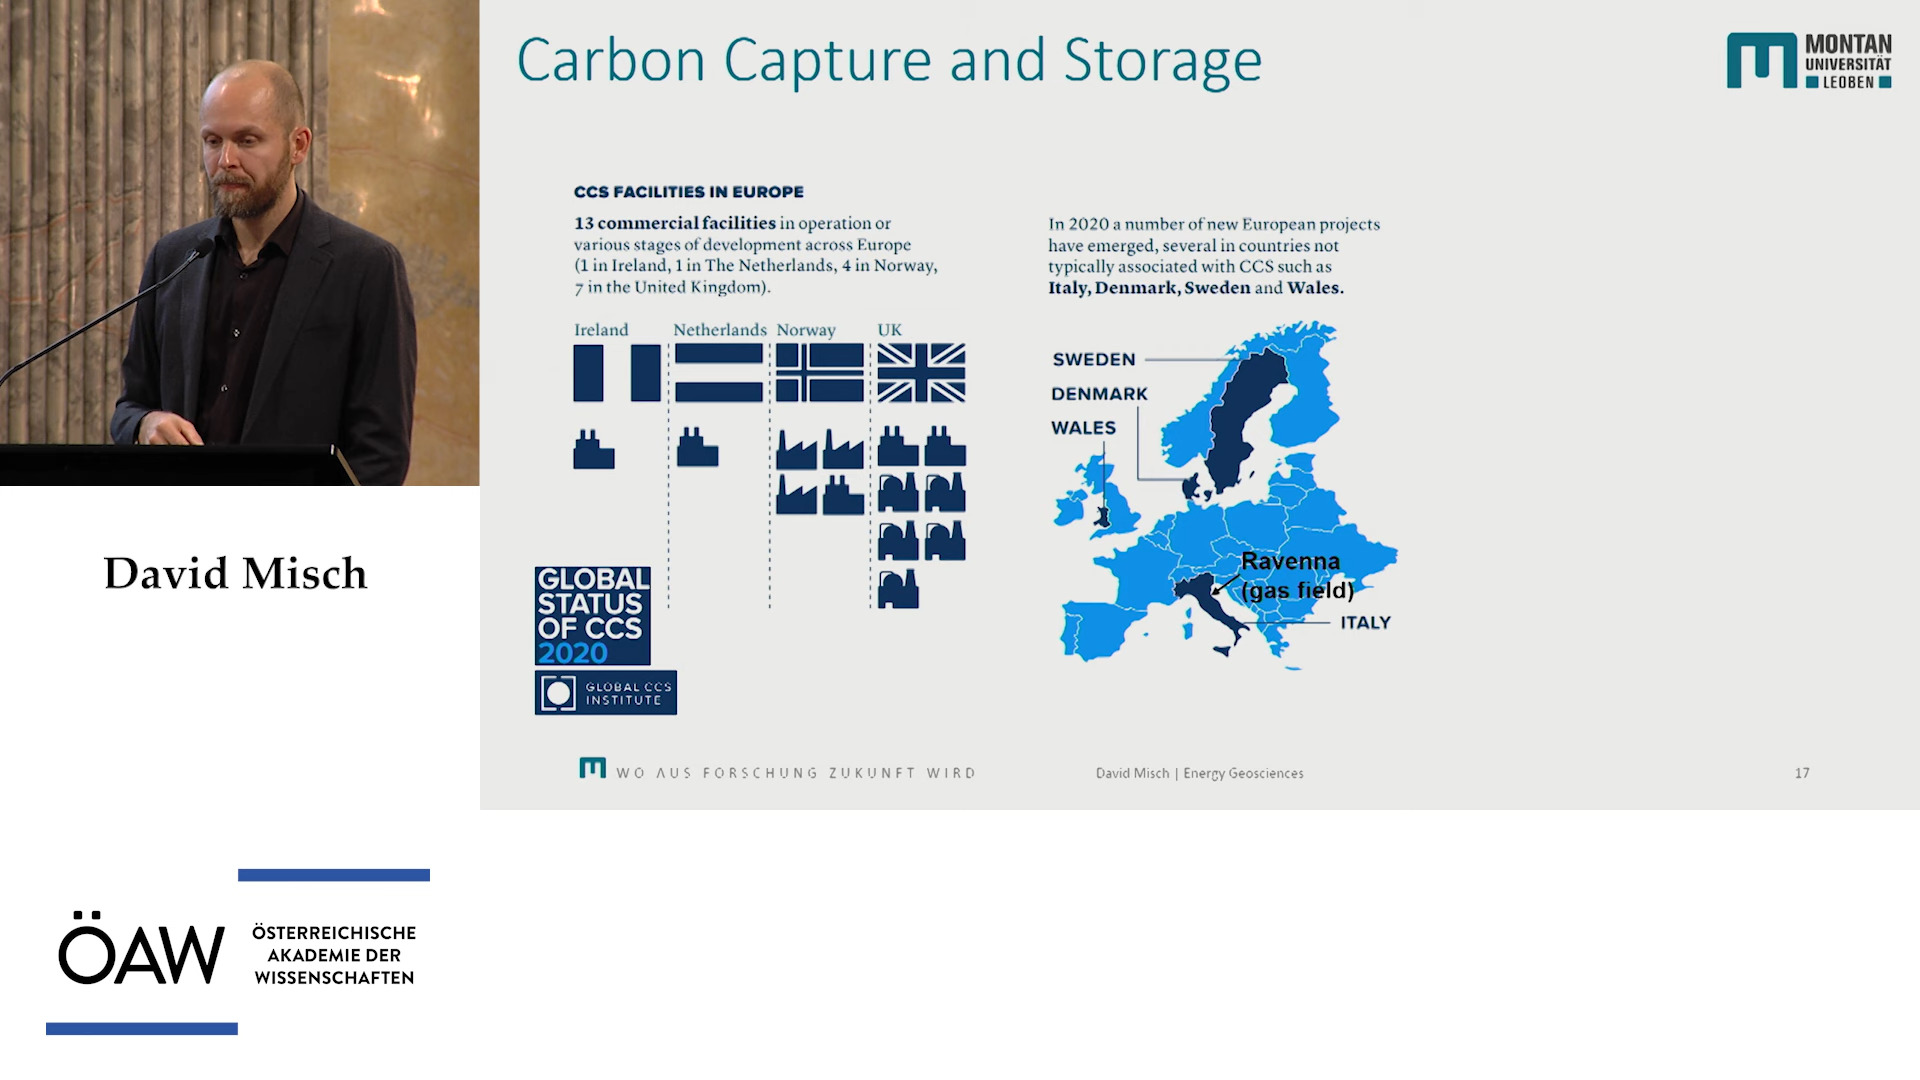 Carbon Capture and Storage
MONTAN
UNIVERSITÄT
LEOBEN
CCS FACILITIES IN EUROPE
13 commercial facilities in operation or
various stages of development across Europe
(1 in Ireland, 1 in The Netherlands, 4 in Norway,
7 in the United Kingdom).
Ireland Netherlands Norway UK
In 2020 a number of new European projects
have emerged, several in countries not
typically associated with CCS such as
Italy, Denmark, Sweden and Wales.
SWEDEN
DENMARK
WALES
Ravenna
(gas field)
ITALY
GLOBAL
STATUS
OF CCS
2020
GLOBAL CCS
INSTITUTE
WO AUS FORSCHUNG ZUKUNFT WIRD
David Misch | Energy Geosciences
17
David Misch
ÖAW
ÖSTERREICHISCHE
AKADEMIE DER
WISSENSCHAFTEN